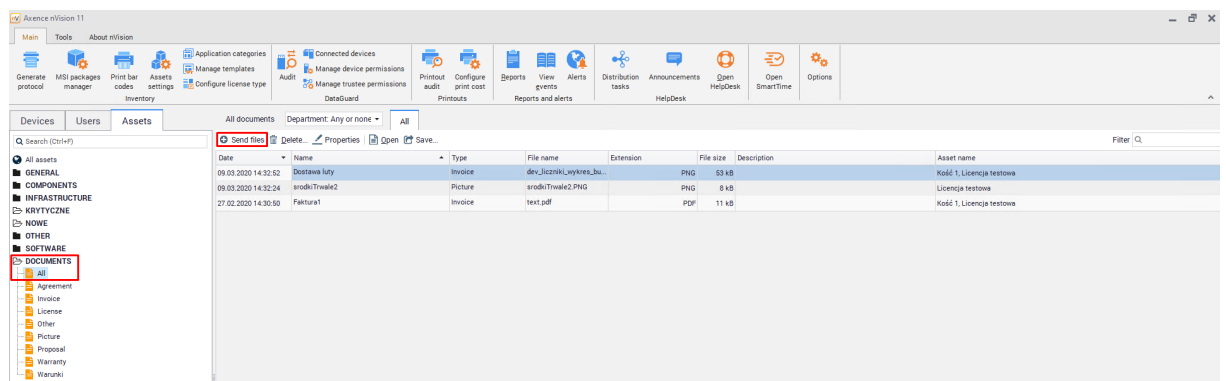 Axence nVision 11
Main Tools About nVision
Generate protocol
MSI packages manager
Print bar codes
Assets settings
Application categories
Manage templates
Configure license type
Inventory
Audit
Connected devices
Manage device permissions
Manage trustee permissions
DataGuard
Printout audit
Configure print cost
Printouts
Reports
View events
Alerts
Reports and alerts
Distribution tasks
Announcements
Open HelpDesk
HelpDesk
Open SmartTime
Options
Devices Users Assets
All documents Department: Any or none All
Search (Ctrl+F)
Send files Delete... Properties Open Save... Filter
All assets
GENERAL
COMPONENTS
INFRASTRUCTURE
KRYTYCZNE
NOWE
OTHER
SOFTWARE
DOCUMENTS
All
Agreement
Invoice
License
Other
Picture
Proposal
Warranty
Warunki
Date Name Type File name Extension File size Description Asset name
09.03.2020 14:32:52 Dostawa luty Invoice dev_liczniki_wykres_bu... PNG 53 kB Kość 1, Licencja testowa
09.03.2020 14:32:24 srodkiTrwale2 Picture srodkiTrwale2.PNG PNG 8 kB Licencja testowa
27.02.2020 14:30:50 Faktura1 Invoice text.pdf PDF 11 kB Kość 1, Licencja testowa